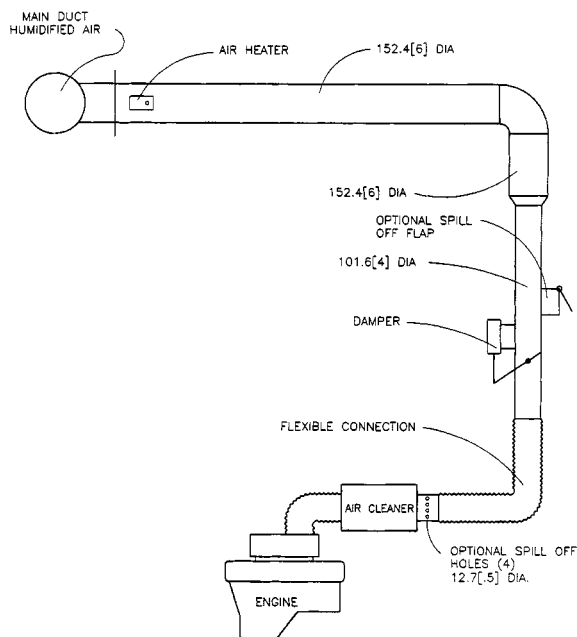 MAIN DUCT
HUMIDIFIED AIR
AIR HEATER
152.4[6] DIA
152.4[6] DIA
OPTIONAL SPILL
OFF FLAP
101.6[4] DIA
DAMPER
FLEXIBLE CONNECTION
AIR CLEANER
OPTIONAL SPILL OFF
HOLES (4)
12.7[.5] DIA.
ENGINE